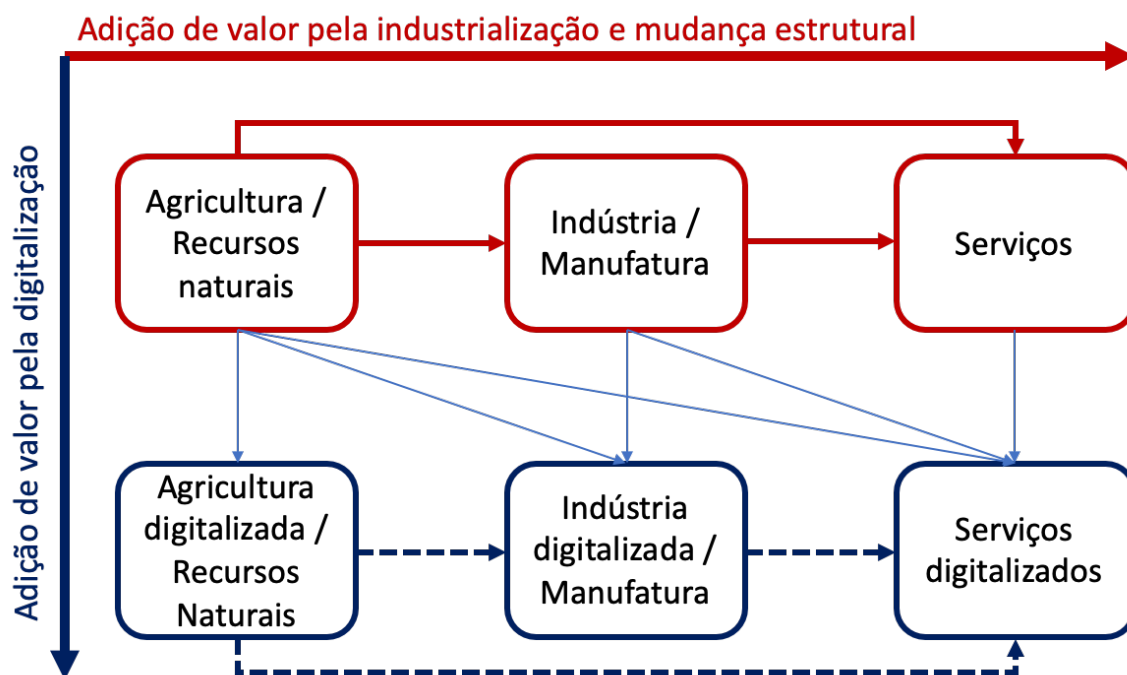 Adição de valor pela industrialização e mudança estrutural
Adição de valor pela digitalização
Agricultura /
Recursos
naturais
Indústria /
Manufatura
Serviços
Agricultura
digitalizada /
Recursos
Naturais
Indústria
digitalizada /
Manufatura
Serviços
digitalizados